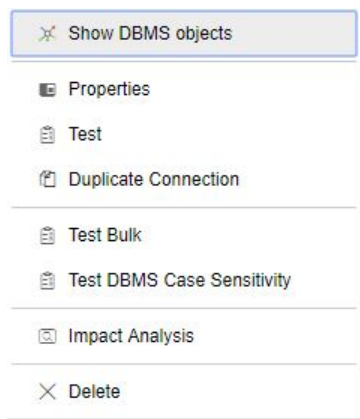 Show DBMS objects
Properties
Test
Duplicate Connection
Test Bulk
Test DBMS Case Sensitivity
Impact Analysis
Delete